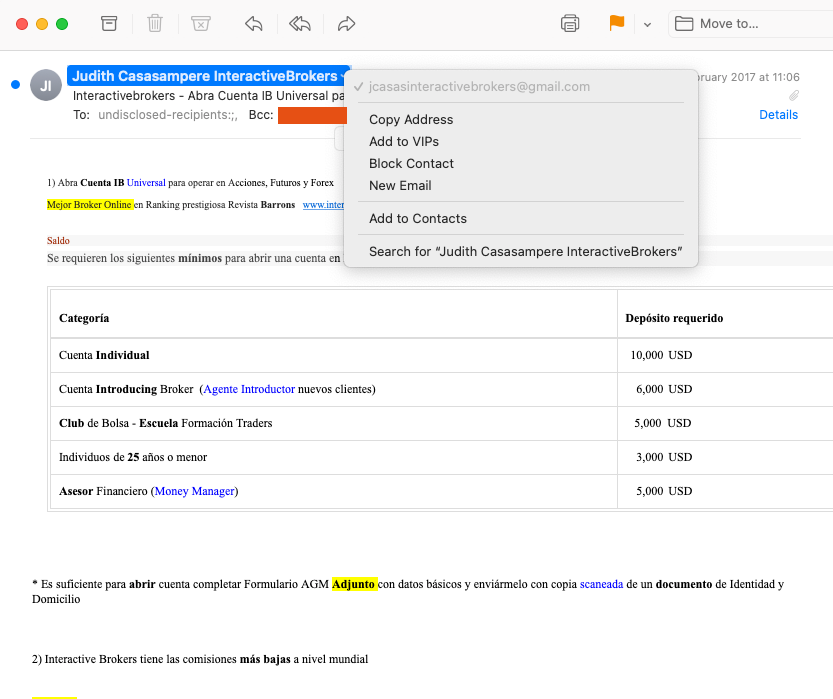 Move to...
JI
Judith Casasampere InteractiveBrokers
ruary 2017 at 11:06
Interactivebrokers - Abra Cuenta IB Universal pa
To: undisclosed-recipients:;, Bcc:
Details
jcasasinteractivebrokers@gmail.com
Copy Address
Add to VIPs
Block Contact
New Email
Add to Contacts
Search for “Judith Casasampere InteractiveBrokers”
1) Abra Cuenta IB Universal para operar en Acciones, Futuros y Forex
Mejor Broker Online en Ranking prestigiosa Revista Barrons www.inter
Saldo
Se requieren los siguientes mínimos para abrir una cuenta en
Categoría Depósito requerido
Cuenta Individual 10,000 USD
Cuenta Introducing Broker (Agente Introductor nuevos clientes) 6,000 USD
Club de Bolsa - Escuela Formación Traders 5,000 USD
Individuos de 25 años o menor 3,000 USD
Asesor Financiero (Money Manager) 5,000 USD
* Es suficiente para abrir cuenta completar Formulario AGM Adjunto con datos básicos y enviármelo con copia scaneada de un documento de Identidad y
Domicilio
2) Interactive Brokers tiene las comisiones más bajas a nivel mundial